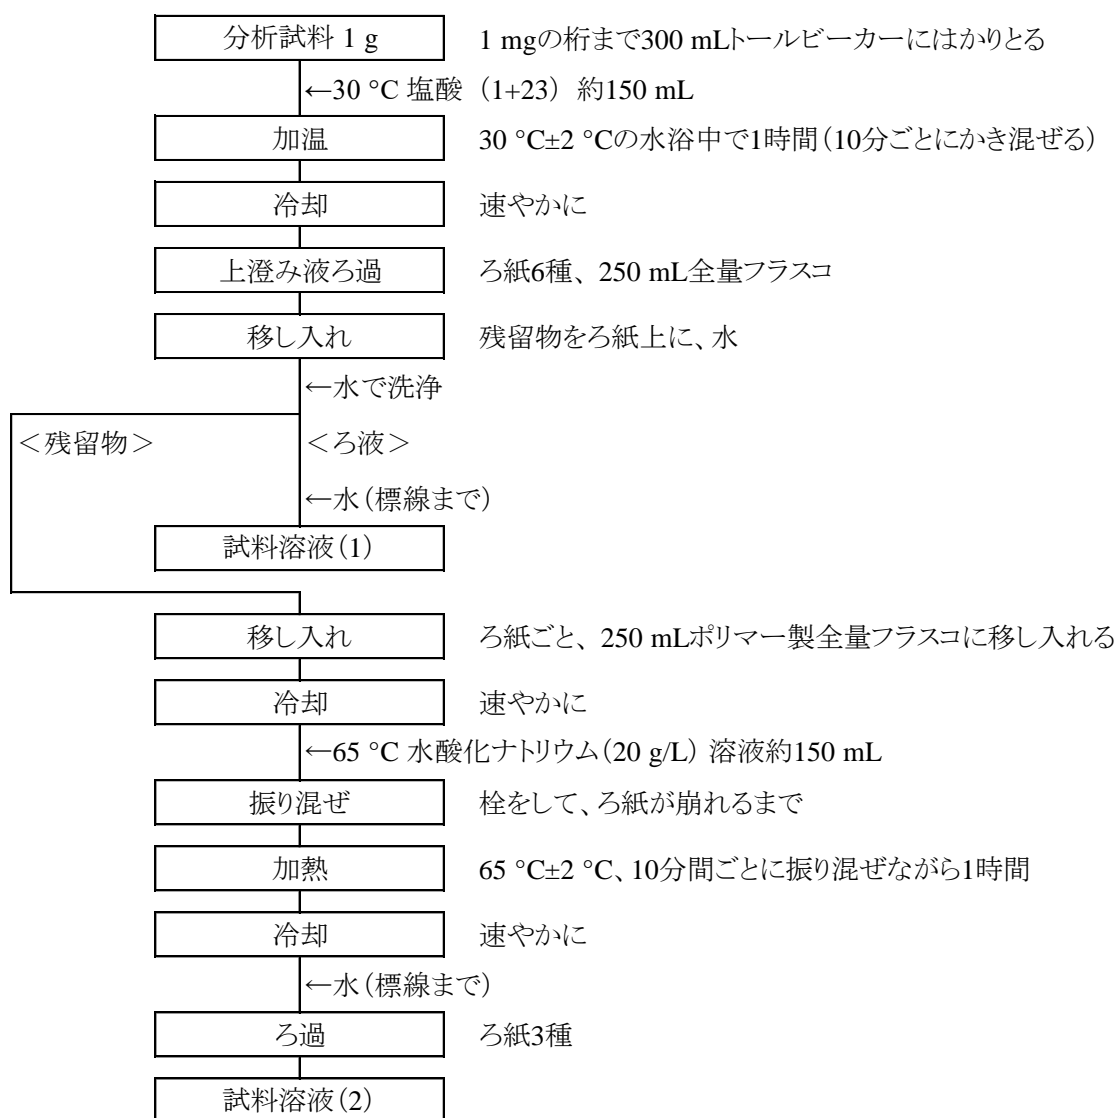 分析試料 1 g 1 mgの桁まで300 mLトールビーカーにはかりとる
←30 °C 塩酸 (1+23) 約150 mL
加温 30 °C±2 °Cの水浴中で1時間(10分ごとにかき混ぜる)
冷却 速やかに
上澄み液ろ過 ろ紙6種、250 mL全量フラスコ
移し入れ 残留物をろ紙上に、水
←水で洗浄
<残留物> <ろ液>
←水(標線まで)
試料溶液(1)
移し入れ ろ紙ごと、250 mLポリマー製全量フラスコに移し入れる
冷却 速やかに
←65 °C 水酸化ナトリウム(20 g/L) 溶液約150 mL
振り混ぜ 栓をして、ろ紙が崩れるまで
加熱 65 °C±2 °C、10分間ごとに振り混ぜながら1時間
冷却 速やかに
←水(標線まで)
ろ過 ろ紙3種
試料溶液(2)